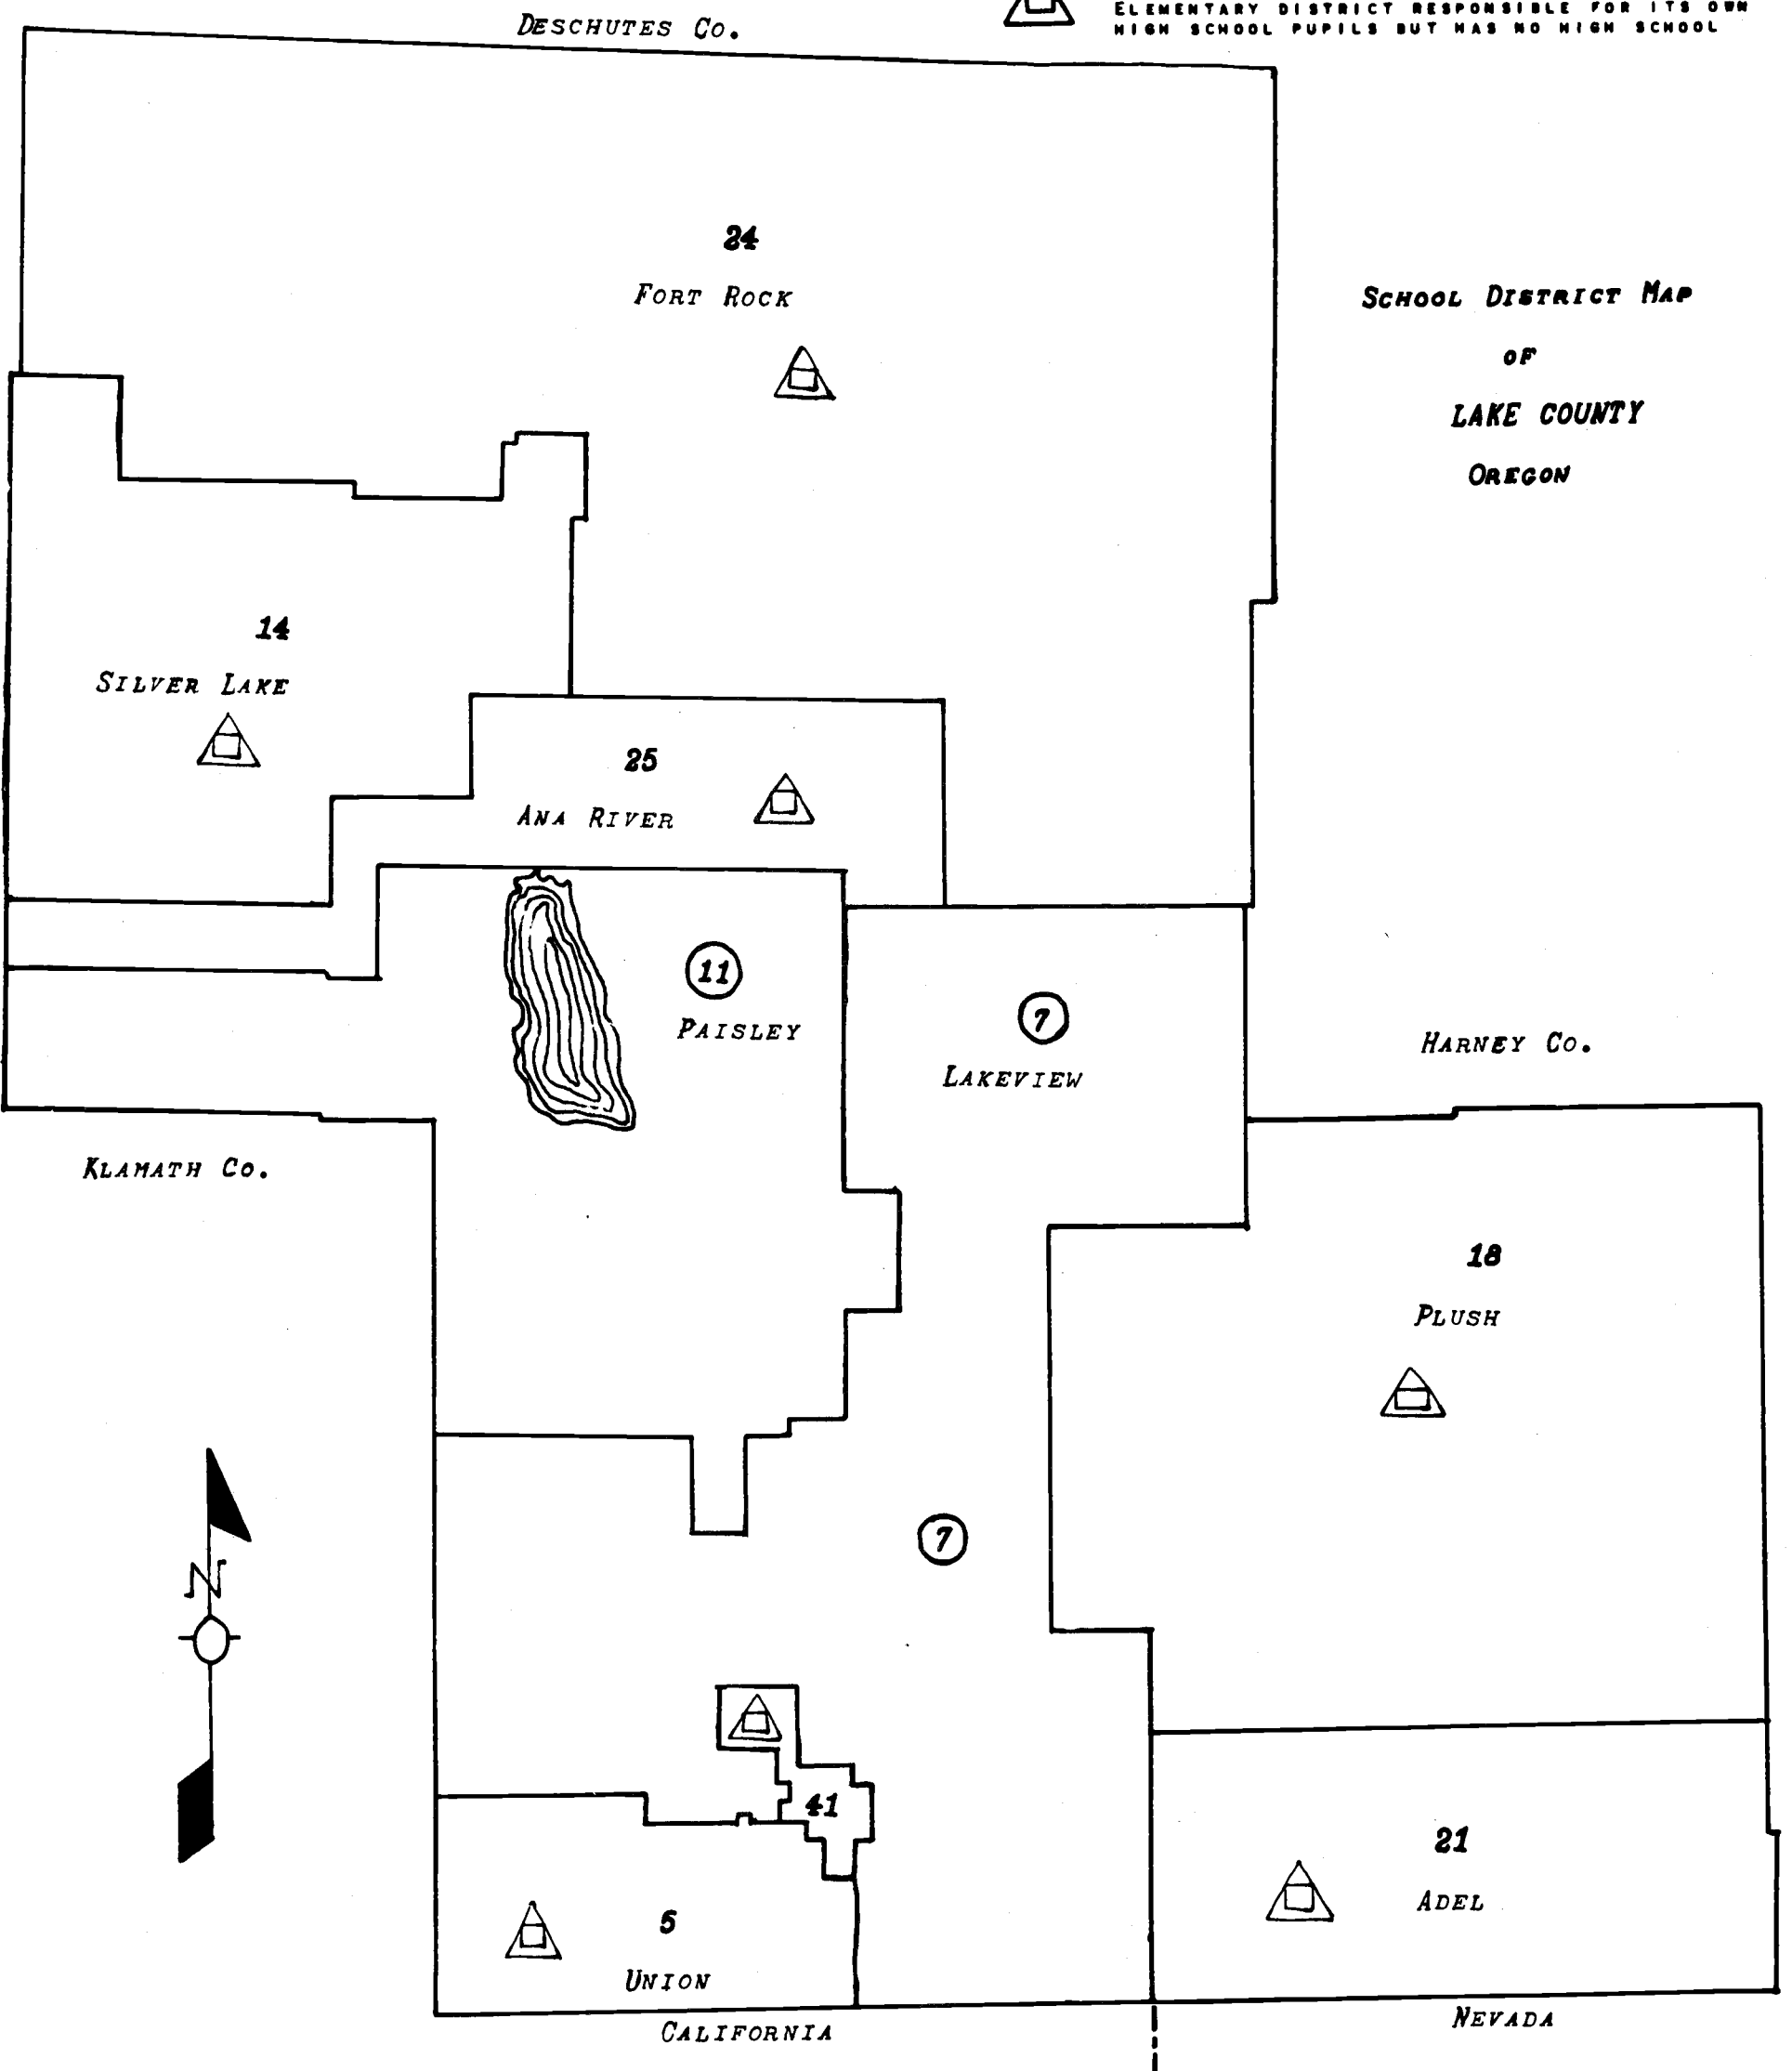 ELEMENTARY DISTRICT RESPONSIBLE FOR ITS OWN
HIGH SCHOOL PUPILS BUT HAS NO HIGH SCHOOL
DESCHUTES CO.
24
FORT ROCK
SCHOOL DISTRICT MAP
OF
LAKE COUNTY
OREGON
14
SILVER LAKE
25
ANA RIVER
11
PAISLEY
7
LAKEVIEW
HARNEY CO.
KLAMATH CO.
18
PLUSH
7
N
41
21
ADEL
5
UNION
CALIFORNIA
NEVADA